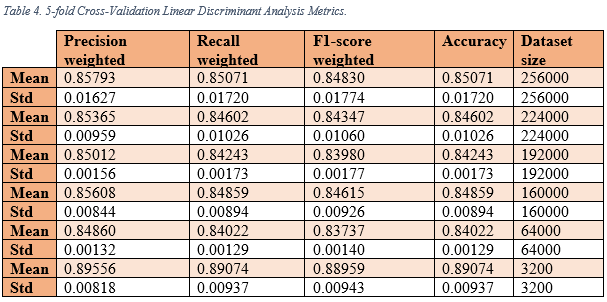 Table 4. 5-fold Cross-Validation Linear Discriminant Analysis Metrics.
Precision weighted Recall weighted F1-score weighted Accuracy Dataset size
Mean 0.85793 0.85071 0.84830 0.85071 256000
Std 0.01627 0.01720 0.01774 0.01720 256000
Mean 0.85365 0.84602 0.84347 0.84602 224000
Std 0.00959 0.01026 0.01060 0.01026 224000
Mean 0.85012 0.84243 0.83980 0.84243 192000
Std 0.00156 0.00173 0.00177 0.00173 192000
Mean 0.85608 0.84859 0.84615 0.84859 160000
Std 0.00844 0.00894 0.00926 0.00894 160000
Mean 0.84860 0.84022 0.83737 0.84022 64000
Std 0.00132 0.00129 0.00140 0.00129 64000
Mean 0.89556 0.89074 0.88959 0.89074 3200
Std 0.00818 0.00937 0.00943 0.00937 3200